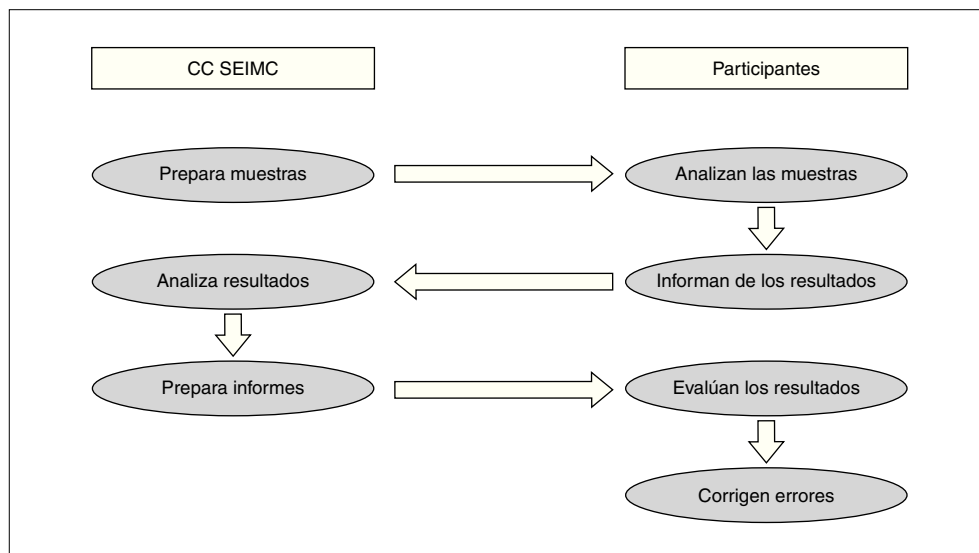 CC SEIMC
Participantes
Prepara muestras
Analizan las muestras
Analiza resultados
Informan de los resultados
Prepara informes
Evalúan los resultados
Corrigen errores